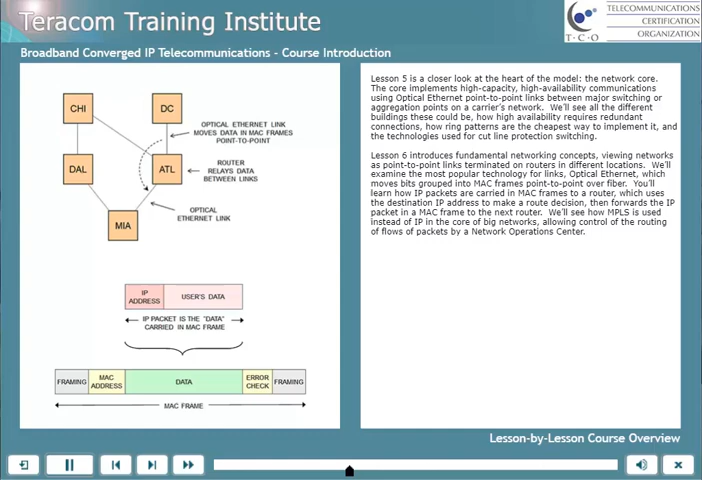 Teracom Training Institute
TELECOMMUNICATIONS
CERTIFICATION
ORGANIZATION
T·C·O
Broadband Converged IP Telecommunications - Course Introduction
CHI
DC
OPTICAL ETHERNET LINK
MOVES DATA IN MAC FRAMES
POINT-TO-POINT
DAL
ATL
ROUTER
RELAYS DATA
BETWEEN LINKS
OPTICAL
ETHERNET LINK
MIA
IP
ADDRESS
USER'S DATA
IP PACKET IS THE "DATA"
CARRIED IN MAC FRAME
FRAMING
MAC
ADDRESS
DATA
ERROR
CHECK
FRAMING
MAC FRAME
Lesson 5 is a closer look at the heart of the model: the network core.
The core implements high-capacity, high-availability communications
using Optical Ethernet point-to-point links between major switching or
aggregation points on a carrier's network. We'll see all the different
buildings these could be, how high availability requires redundant
connections, how ring patterns are the cheapest way to implement it, and
the technologies used for cut line protection switching.
Lesson 6 introduces fundamental networking concepts, viewing networks
as point-to-point links terminated on routers in different locations. We'll
examine the most popular technology for links, Optical Ethernet, which
moves bits grouped into MAC frames point-to-point over fiber. You'll
learn how IP packets are carried in MAC frames to a router, which uses
the destination IP address to make a route decision, then forwards the IP
packet in a MAC frame to the next router. We'll see how MPLS is used
instead of IP in the core of big networks, allowing control of the routing
of flows of packets by a Network Operations Center.
Lesson-by-Lesson Course Overview